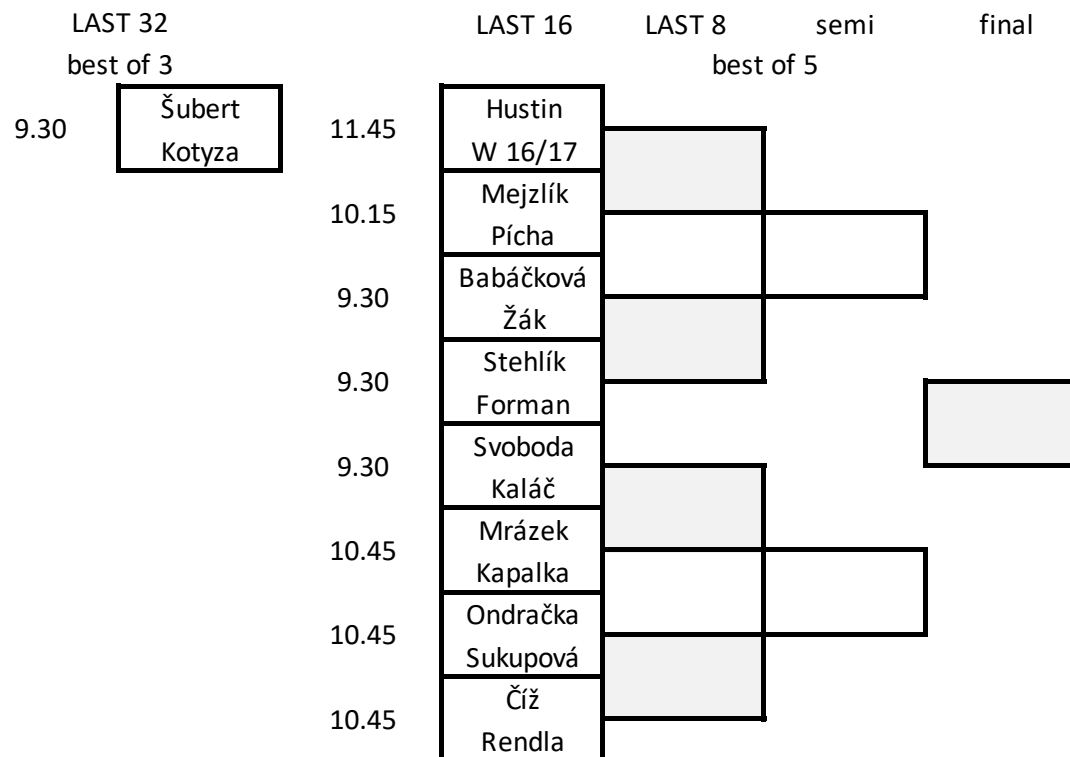 LAST 32 LAST 16 LAST 8 semi final
best of 3 best of 5
Šubert Hustin
9.30 11.45
Kotyza W 16/17
Mejzlík
10.15
Pícha
Babáčková
9.30
Žák
Stehlík
9.30
Forman
Svoboda
9.30
Kaláč
Mrázek
10.45
Kapalka
Ondračka
10.45
Sukupová
Číž
10.45
Rendla